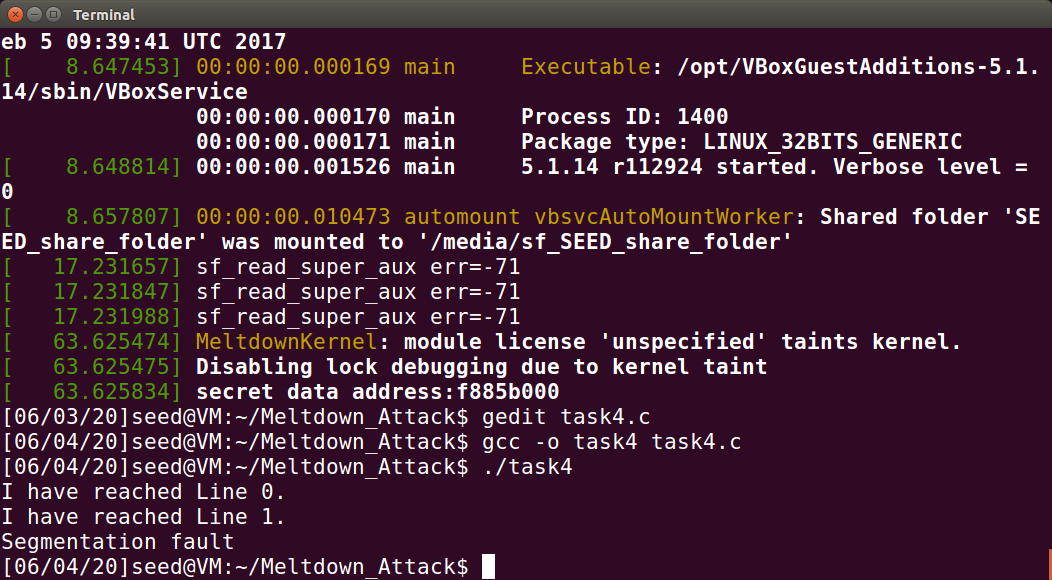 Terminal
eb 5 09:39:41 UTC 2017
[    8.647453] 00:00:00.000169 main     Executable: /opt/VBoxGuestAdditions-5.1.
14/sbin/VBoxService
               00:00:00.000170 main     Process ID: 1400
               00:00:00.000171 main     Package type: LINUX_32BITS_GENERIC
[    8.648814] 00:00:00.001526 main     5.1.14 r112924 started. Verbose level =
0
[    8.657807] 00:00:00.010473 automount vbsvcAutoMountWorker: Shared folder 'SE
ED_share_folder' was mounted to '/media/sf_SEED_share_folder'
[   17.231657] sf_read_super_aux err=-71
[   17.231847] sf_read_super_aux err=-71
[   17.231988] sf_read_super_aux err=-71
[   63.625474] MeltdownKernel: module license 'unspecified' taints kernel.
[   63.625475] Disabling lock debugging due to kernel taint
[   63.625834] secret data address:f885b000
[06/03/20]seed@VM:~/Meltdown_Attack$ gedit task4.c
[06/04/20]seed@VM:~/Meltdown_Attack$ gcc -o task4 task4.c
[06/04/20]seed@VM:~/Meltdown_Attack$ ./task4
I have reached Line 0.
I have reached Line 1.
Segmentation fault
[06/04/20]seed@VM:~/Meltdown_Attack$